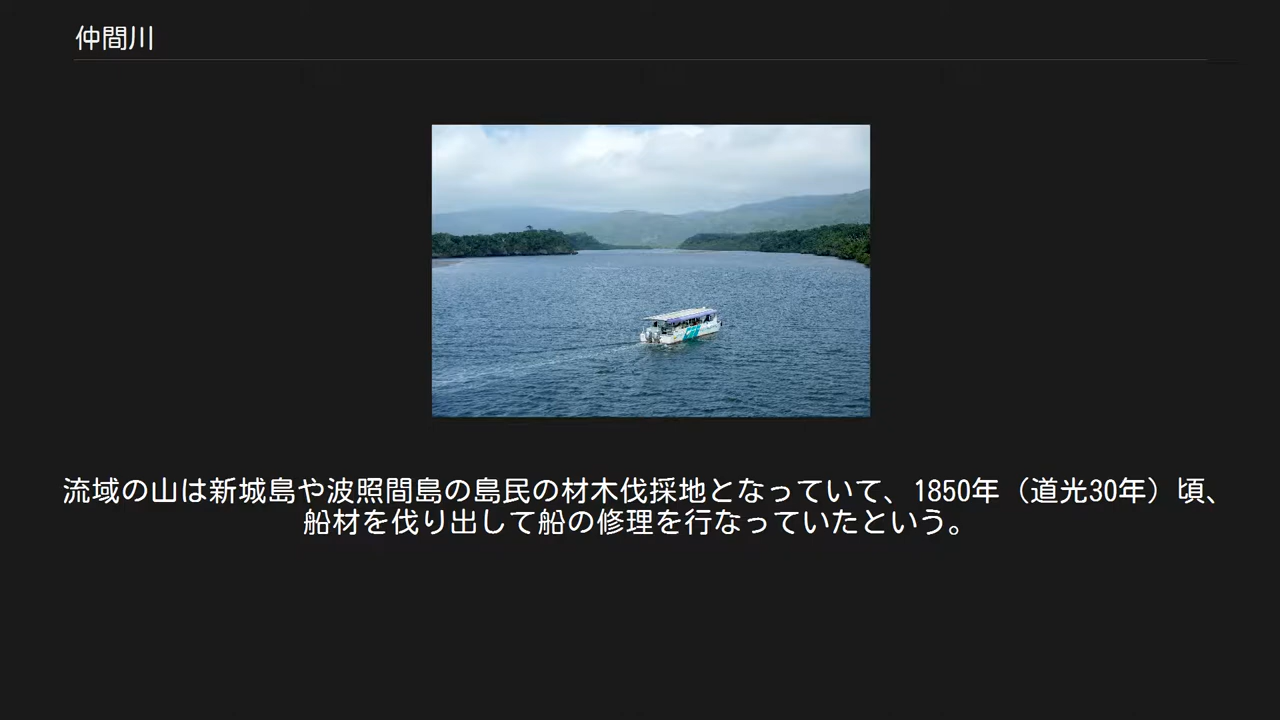 仲間川
流域の山は新城島や波照間島の島民の材木伐採地となっていて、1850年（道光30年）頃、
船材を伐り出して船の修理を行なっていたという。